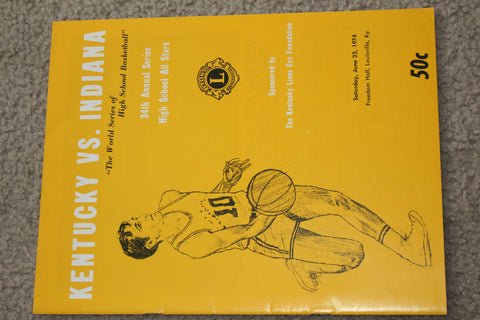 KENTUCKY VS. INDIANA
"The World Series of
High School Basketball"
34th Annual Series
High School All Stars
L
Sponsored by
The Kentucky Lions Eye Foundation
Saturday, June 22, 1974
Freedom Hall, Louisville, Ky.
50c
10